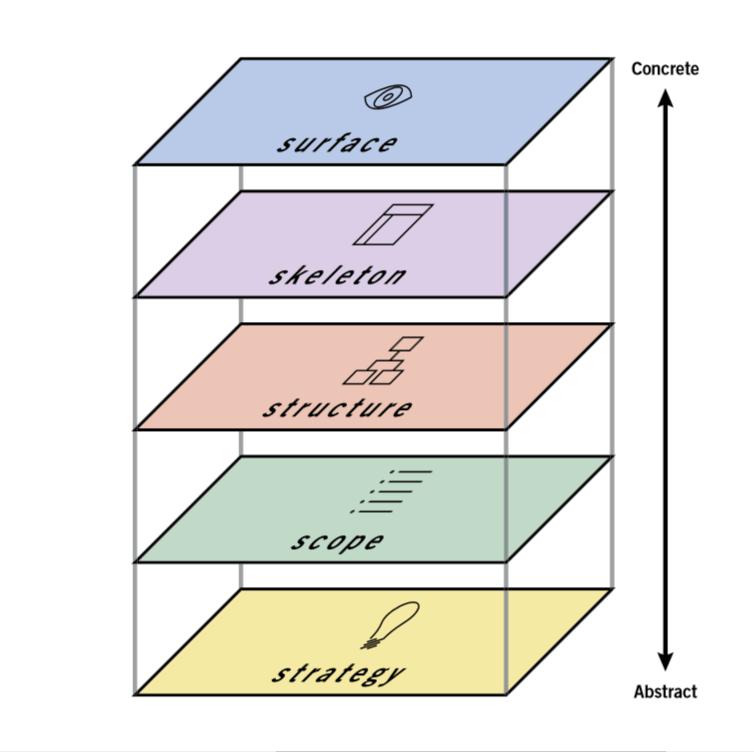 Concrete
surface
skeleton
structure
scope
strategy
Abstract